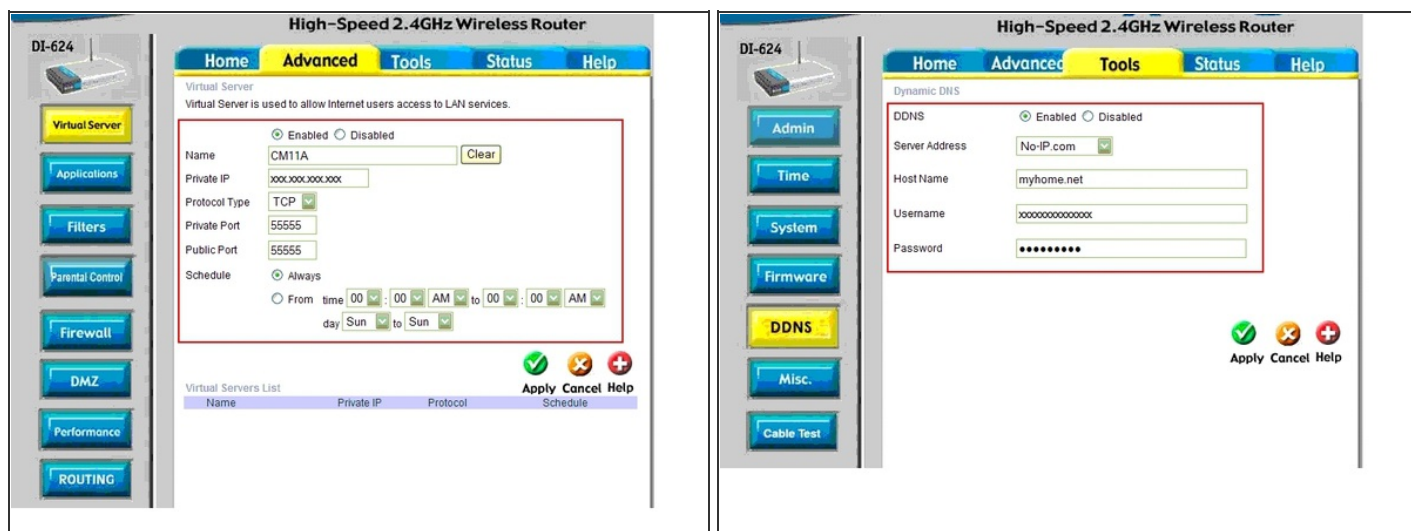 High-Speed 2.4GHz Wireless Router
DI-624
Home Advanced Tools Status Help
Virtual Server
Applications
Filters
Parental Control
Firewall
DMZ
Performance
ROUTING
Virtual Server
Virtual Server is used to allow Internet users access to LAN services.
Enabled Disabled
Name CM11A Clear
Private IP xxx.xxx.xxx.xxx
Protocol Type TCP
Private Port 55555
Public Port 55555
Schedule Always
From time 00 : 00 AM to 00 : 00 AM
day Sun to Sun
Apply Cancel Help
Virtual Servers List
Name Private IP Protocol Schedule
High-Speed 2.4GHz Wireless Router
DI-624
Home Advanced Tools Status Help
Admin
Time
System
Firmware
DDNS
Misc.
Cable Test
Dynamic DNS
DDNS Enabled Disabled
Server Address No-IP.com
Host Name myhome.net
Username xxxxxxxxxxxxxx
Password •••••••••
Apply Cancel Help